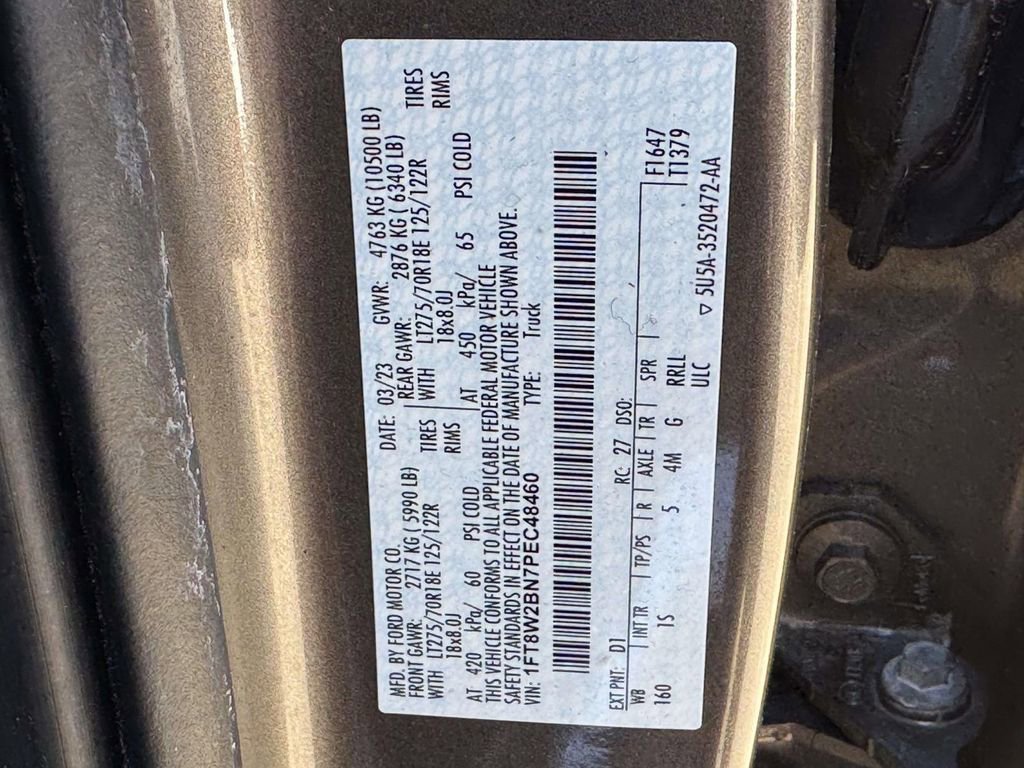 MFD. BY FORD MOTOR CO.
DATE: 03/23 GVWR: 4763 KG (10500 LB)
FRONT GAWR: 2717 KG ( 5990 LB) REAR GAWR: 2876 KG ( 6340 LB)
WITH LT275/70R18E 125/122R TIRES WITH LT275/70R18E 125/122R TIRES
18x8.0J RIMS 18x8.0J RIMS
AT 420 kPa/ 60 PSI COLD AT 450 kPa/ 65 PSI COLD
THIS VEHICLE CONFORMS TO ALL APPLICABLE FEDERAL MOTOR VEHICLE
SAFETY STANDARDS IN EFFECT ON THE DATE OF MANUFACTURE SHOWN ABOVE.
VIN: 1FT8W2BN7PEC48460 TYPE: Truck
EXT PNT: D1 RC: 27 DSO:
WB INT TR TP/PS R AXLE TR SPR F1647
160 1S 5 4M G RRLL T1379
ULC
5U5A-3520472-AA